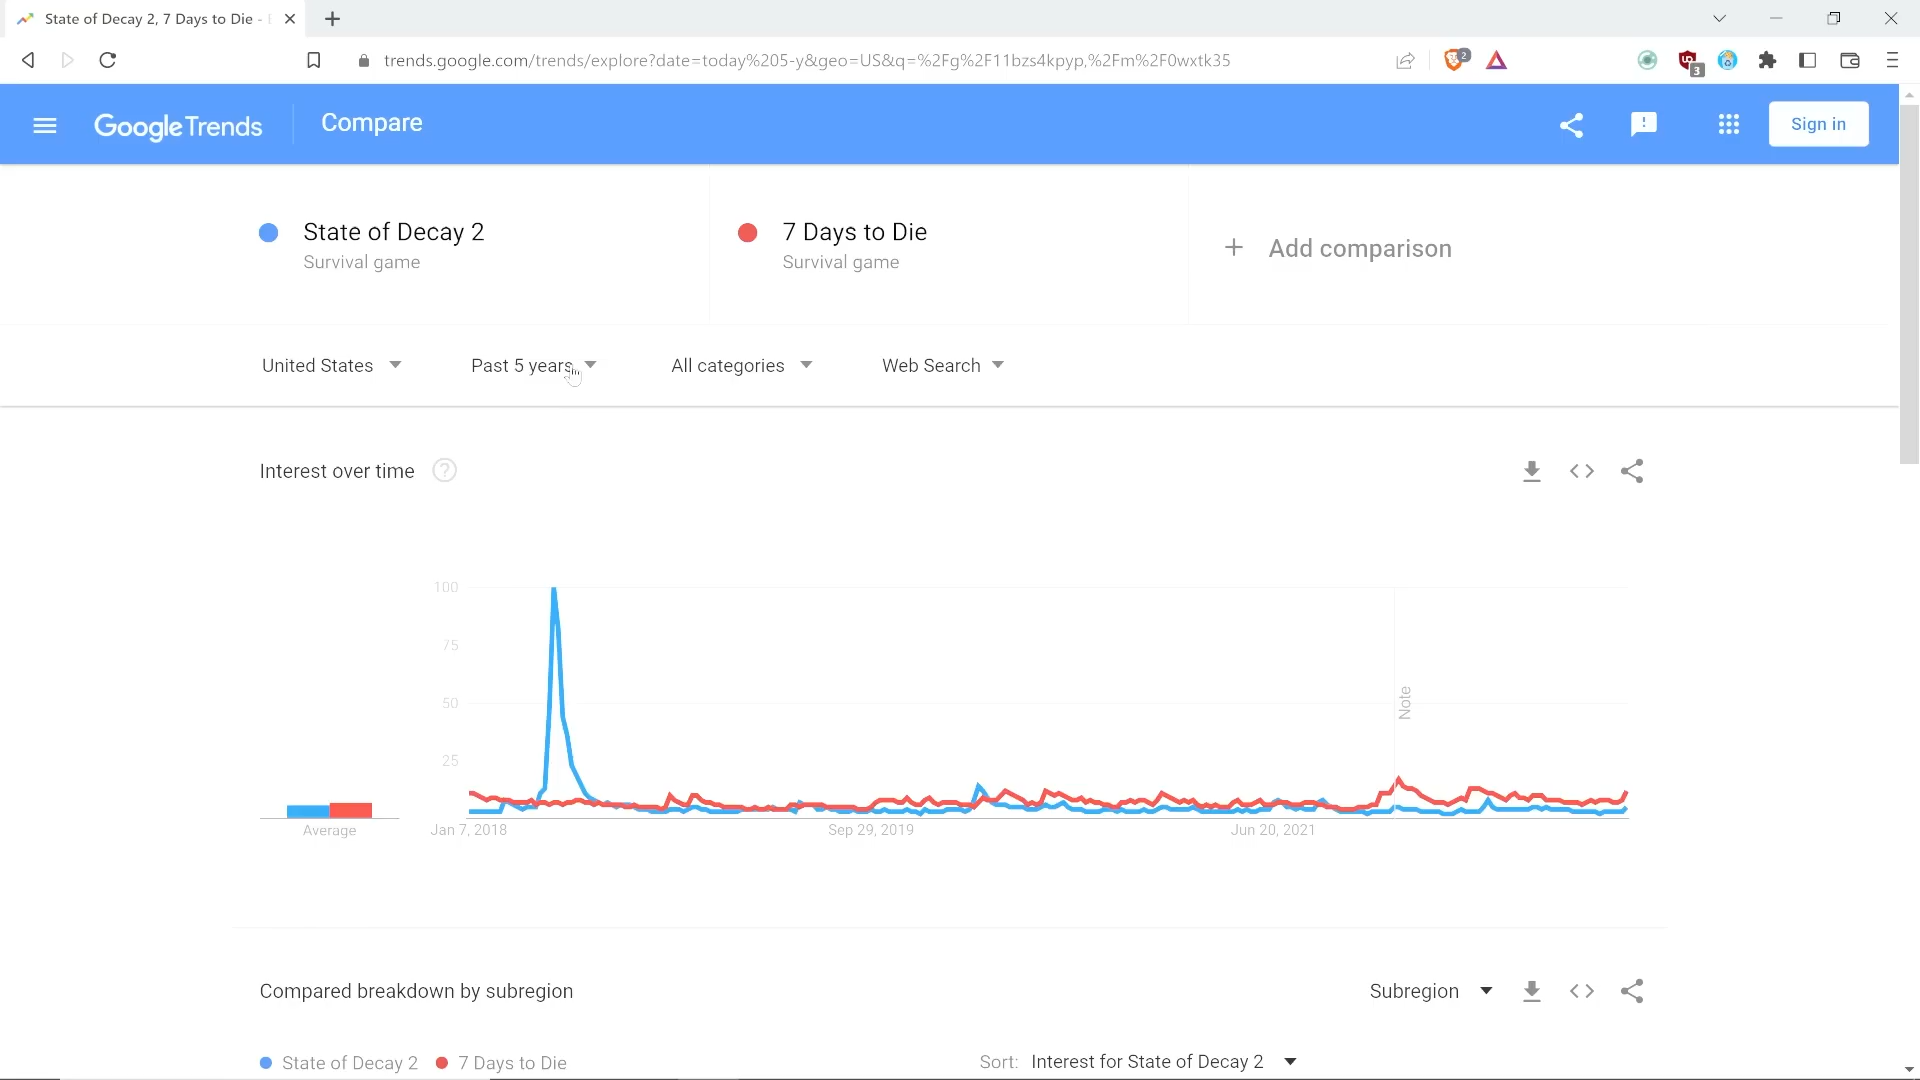 State of Decay 2, 7 Days to Die -
trends.google.com/trends/explore?date=today%205-y&geo=US&q=%2Fg%2F11bzs4kpyp,%2Fm%2F0wxtk35
2
3
Google Trends
Compare
Sign in
State of Decay 2
Survival game
7 Days to Die
Survival game
+ Add comparison
United States
Past 5 years
All categories
Web Search
Interest over time
?
100
75
50
25
Note
Average
Jan 7, 2018
Sep 29, 2019
Jun 20, 2021
Compared breakdown by subregion
Subregion
State of Decay 2
7 Days to Die
Sort: Interest for State of Decay 2